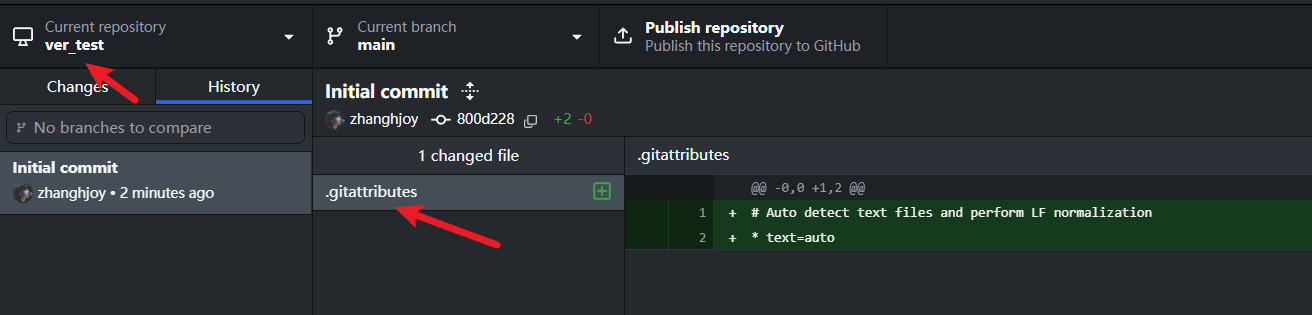 Current repository
ver_test
Current branch
main
Publish repository
Publish this repository to GitHub
Changes
History
No branches to compare
Initial commit
zhanghjoy • 2 minutes ago
Initial commit
zhanghjoy 800d228 +2 -0
1 changed file
.gitattributes
.gitattributes
@@ -0,0 +1,2 @@
1 + # Auto detect text files and perform LF normalization
2 + * text=auto